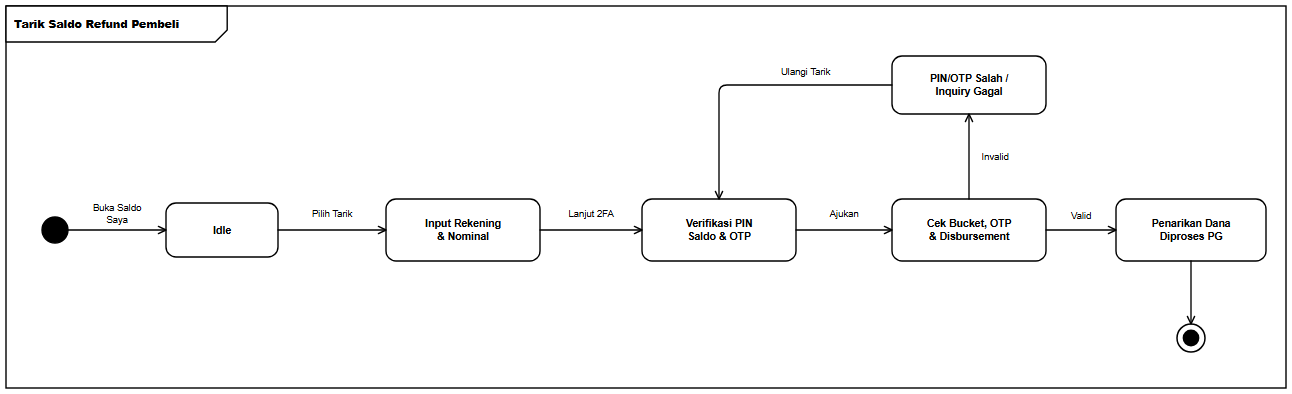 Tarik Saldo Refund Pembeli
PIN/OTP Salah /
Inquiry Gagal
Ulangi Tarik
Invalid
Buka Saldo
Saya
Idle
Pilih Tarik
Input Rekening
& Nominal
Lanjut 2FA
Verifikasi PIN
Saldo & OTP
Ajukan
Cek Bucket, OTP
& Disbursement
Valid
Penarikan Dana
Diproses PG